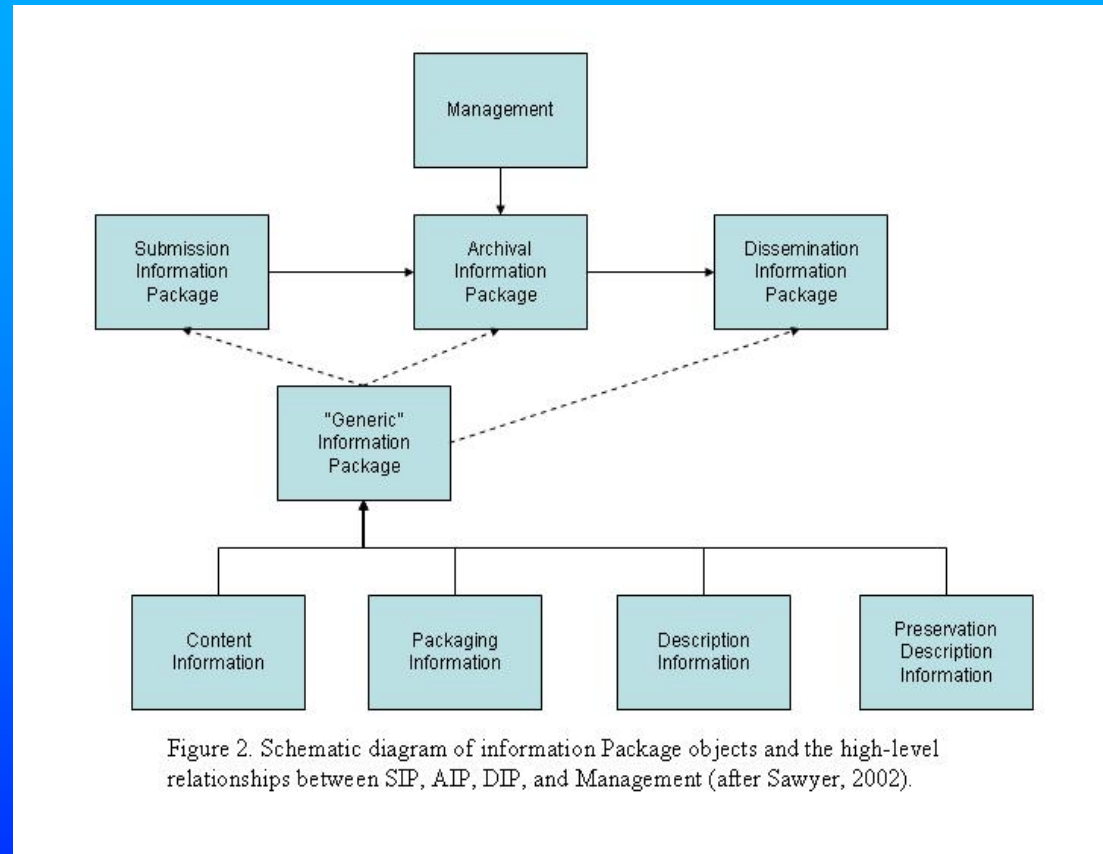 Management
Submission
Information
Package
Archival
Information
Package
Dissemination
Information
Package
"Generic"
Information
Package
Content
Information
Packaging
Information
Description
Information
Preservation
Description
Information
Figure 2. Schematic diagram of information Package objects and the high-level
relationships between SIP, AIP, DIP, and Management (after Sawyer, 2002).